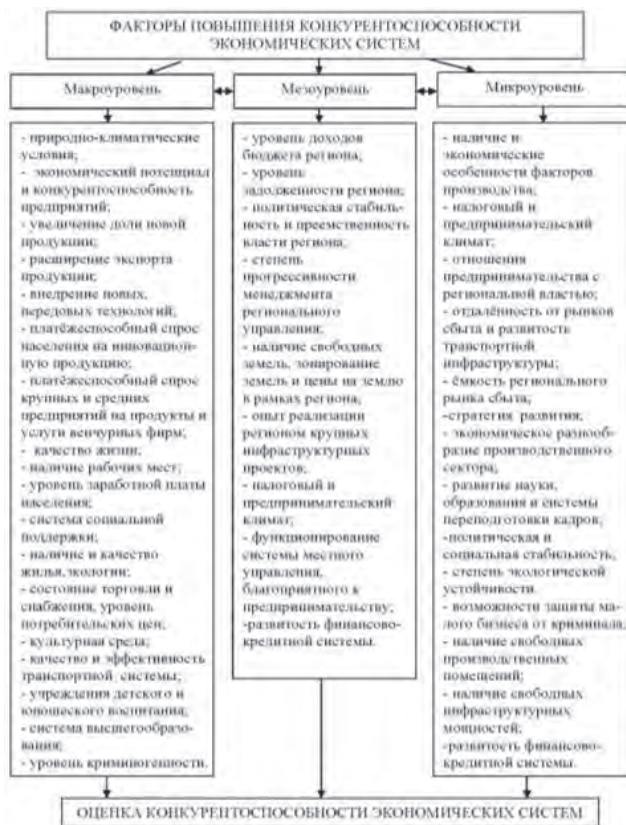 ФАКТОРЫ ПОВЫШЕНИЯ КОНКУРЕНТОСПОСОБНОСТИ
ЭКОНОМИЧЕСКИХ СИСТЕМ
Макроуровень
- природно-климатические
условия;
- экономический потенциал
и конкурентоспособность
предприятий;
- увеличение доли новой
продукции;
- расширение экспорта
продукции;
- внедрение новых,
передовых технологий;
- платёжеспособный спрос
населения на инновацион-
ную продукцию;
- платёжеспособный спрос
крупных и средних
предприятий на продукты и
услуги венчурных фирм;
- качество жизни;
- наличие рабочих мест;
- уровень заработной платы
населения;
- система социальной
поддержки;
- наличие и качество
жилья,экологии;
- состояние торговли и
снабжения, уровень
потребительских цен;
- культурная среда;
- качество и эффективность
транспортной системы;
- учреждения детского и
юношеского воспитания;
- система высшегообразо-
вания;
- уровень криминогенности.
Мезоуровень
- уровень доходов
бюджета региона;
- уровень
задолженности региона;
- политическая стабиль-
ность и преемственность
власти региона;
- степень
прогрессивности
менеджмента
регионального
управления;
- наличие свободных
земель, зонирование
земель и цены на землю
в рамках региона;
- опыт реализации
регионом крупных
инфраструктурных
проектов;
- налоговый и
предпринимательский
климат;
- функционирование
системы местного
управления,
благоприятного к
предпринимательству;
-развитость финансово-
кредитной системы.
Микроуровень
- наличие и
экономические
особенности факторов
производства;
- налоговый и
предпринимательский
климат;
- отношения
предпринимательства с
региональной властью;
- отдалённость от рынков
сбыта и развитость
транспортной
инфраструктуры;
- ёмкость регионального
рынка сбыта;
-стратегия развития;
- экономическое разнооб-
разие производственного
сектора;
- развитие науки,
образования и системы
переподготовки кадров;
-политическая и
социальная стабильность;
- степень экологической
устойчивости.
- возможности защиты ма-
лого бизнеса от криминала;
- наличие свободных
производственных
помещений;
- наличие свободных
инфраструктурных
мощностей;
-развитость финансово-
кредитной системы.
ОЦЕНКА КОНКУРЕНТОСПОСОБНОСТИ ЭКОНОМИЧЕСКИХ СИСТЕМ